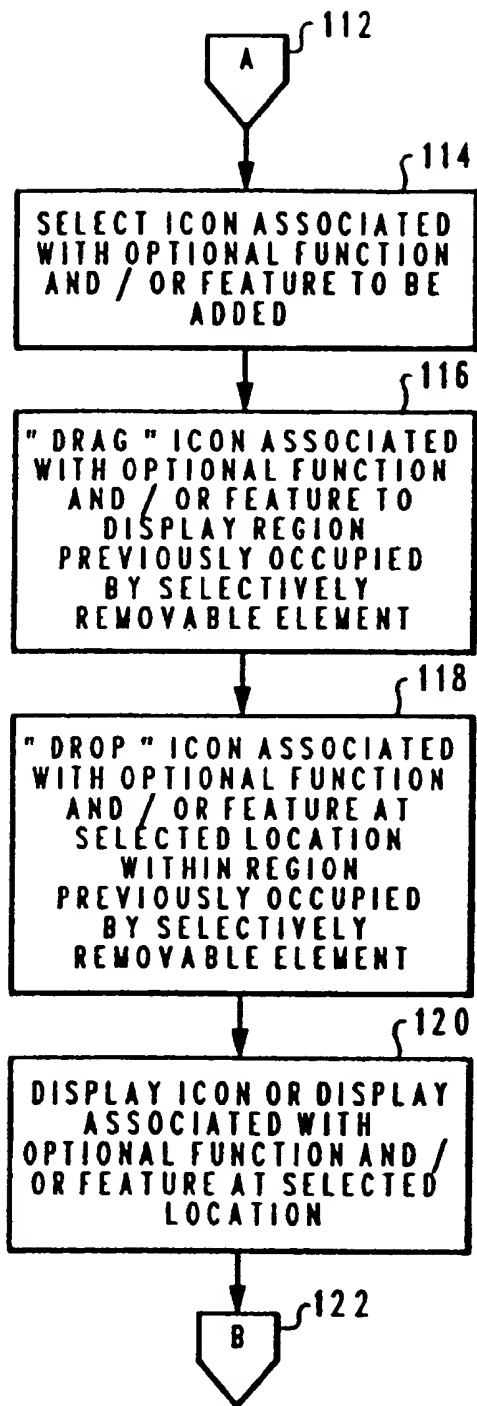 112
A
114
SELECT ICON ASSOCIATED
WITH OPTIONAL FUNCTION
AND / OR FEATURE TO BE
ADDED
116
" DRAG " ICON ASSOCIATED
WITH OPTIONAL FUNCTION
AND / OR FEATURE TO
DISPLAY REGION
PREVIOUSLY OCCUPIED
BY SELECTIVELY
REMOVABLE ELEMENT
118
" DROP " ICON ASSOCIATED
WITH OPTIONAL FUNCTION
AND / OR FEATURE AT
SELECTED LOCATION
WITHIN REGION
PREVIOUSLY OCCUPIED
BY SELECTIVELY
REMOVABLE ELEMENT
120
DISPLAY ICON OR DISPLAY
ASSOCIATED WITH
OPTIONAL FUNCTION AND /
OR FEATURE AT SELECTED
LOCATION
122
B